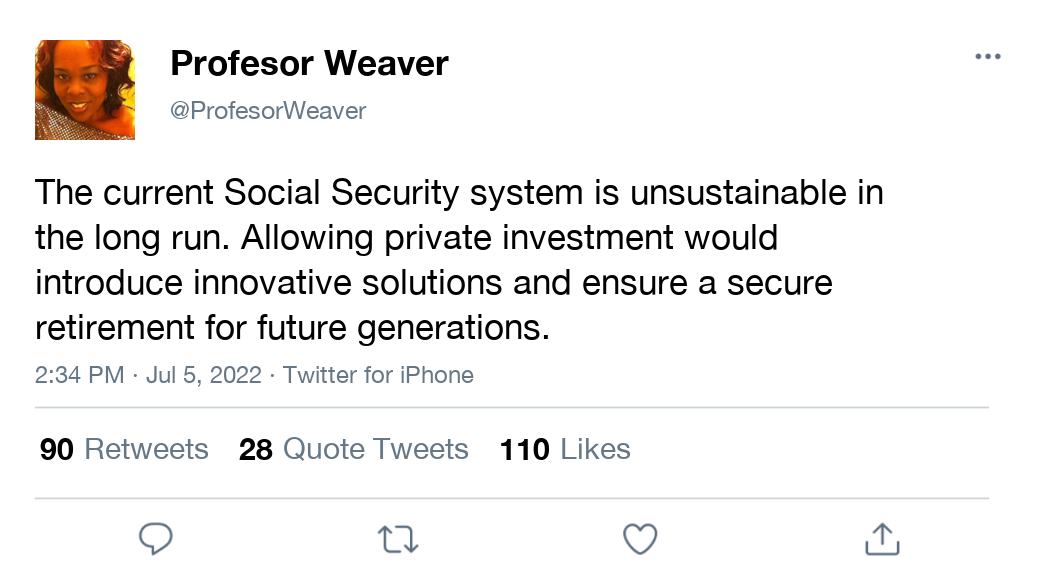 Profesor Weaver
@ProfesorWeaver
The current Social Security system is unsustainable in
the long run. Allowing private investment would
introduce innovative solutions and ensure a secure
retirement for future generations.
2:34 PM · Jul 5, 2022 · Twitter for iPhone
90 Retweets 28 Quote Tweets 110 Likes